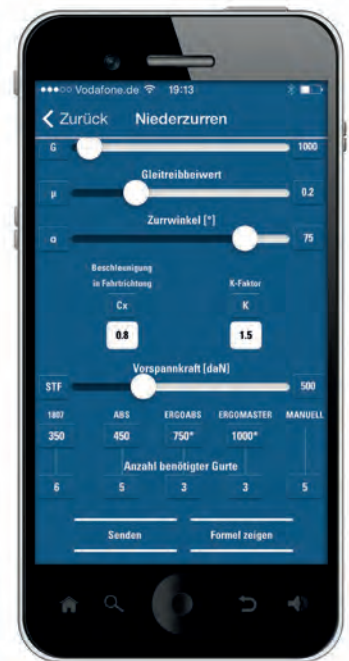 Vodafone.de 19:13
Zurück Niederzurren
G 1000
Gleitreibbeiwert
μ 0.2
Zurrwinkel [°]
α 75
Beschleunigung
in Fahrtrichtung K-Faktor
Cx K
0.8 1.5
Vorspannkraft [daN]
STF 500
1807 ABS ERGOABS ERGOMASTER MANUELL
350 450 750* 1000*
Anzahl benötigter Gurte
6 5 3 3 5
Senden Formel zeigen